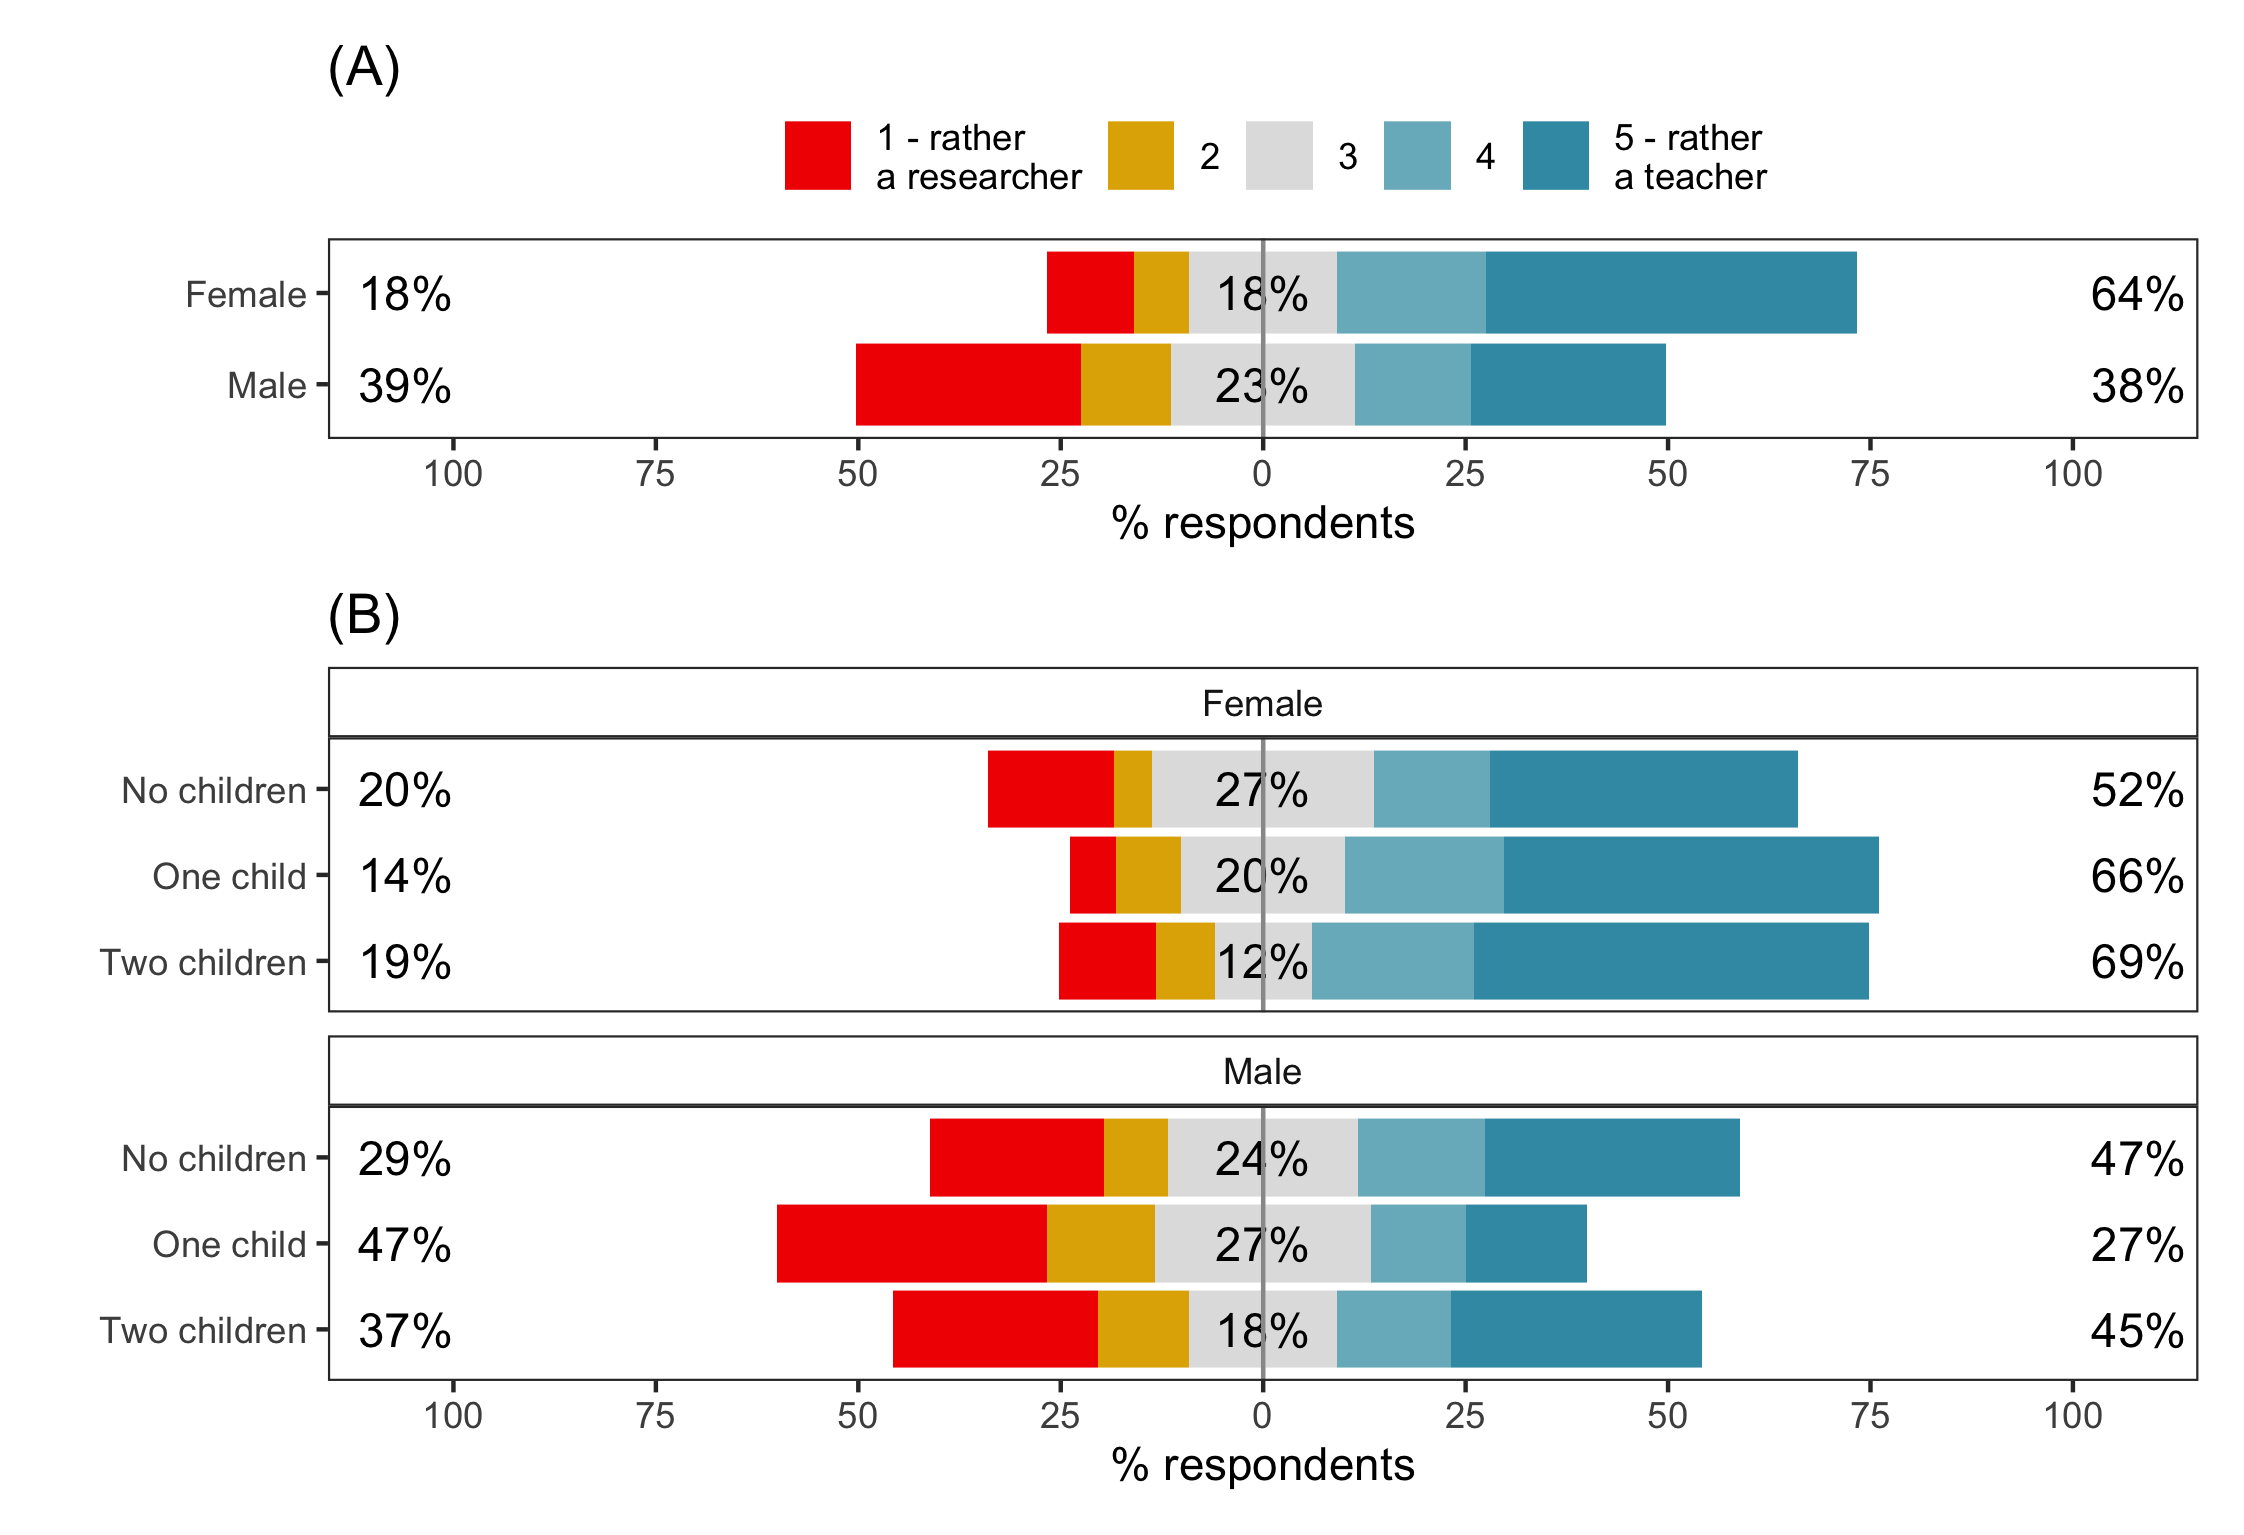 (A)
1 - rather
a researcher
2
3
4
5 - rather
a teacher
Female
18%
18%
64%
Male
39%
23%
38%
100 75 50 25 0 25 50 75 100
% respondents
(B)
Female
No children
20%
27%
52%
One child
14%
20%
66%
Two children
19%
12%
69%
Male
No children
29%
24%
47%
One child
47%
27%
27%
Two children
37%
18%
45%
100 75 50 25 0 25 50 75 100
% respondents